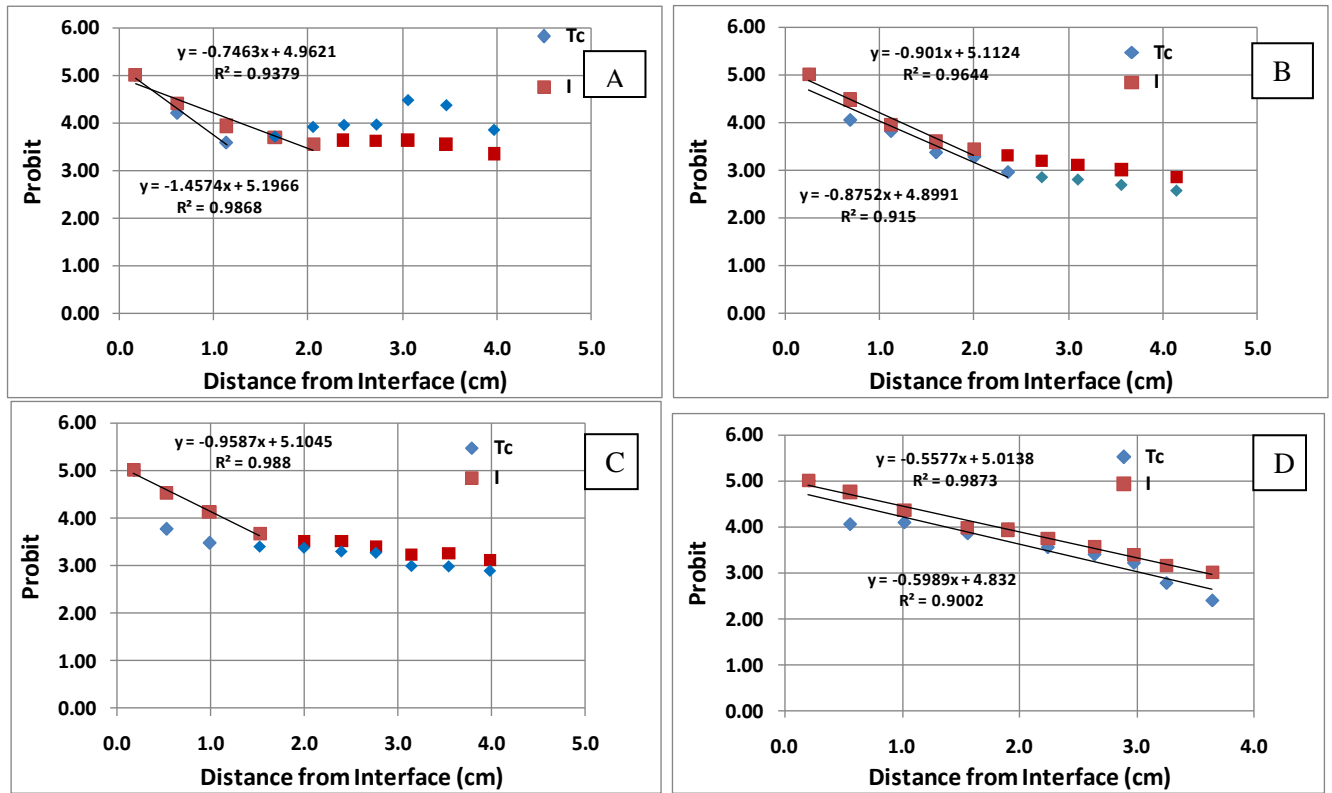 6.00
5.00
4.00
3.00
2.00
1.00
0.00
Probit
y = -0.7463x + 4.9621
R² = 0.9379
y = -1.4574x + 5.1966
R² = 0.9868
Tc
I
A
0.0 1.0 2.0 3.0 4.0 5.0
Distance from Interface (cm)
6.00
5.00
4.00
3.00
2.00
1.00
0.00
Probit
y = -0.901x + 5.1124
R² = 0.9644
y = -0.8752x + 4.8991
R² = 0.915
Tc
I
B
0.0 1.0 2.0 3.0 4.0 5.0
Distance from Interface (cm)
6.00
5.00
4.00
3.00
2.00
1.00
0.00
Probit
y = -0.9587x + 5.1045
R² = 0.988
Tc
I
C
0.0 1.0 2.0 3.0 4.0 5.0
Distance from Interface (cm)
6.00
5.00
4.00
3.00
2.00
1.00
0.00
Probit
y = -0.5577x + 5.0138
R² = 0.9873
y = -0.5989x + 4.832
R² = 0.9002
Tc
I
D
0.0 1.0 2.0 3.0 4.0
Distance from Interface (cm)